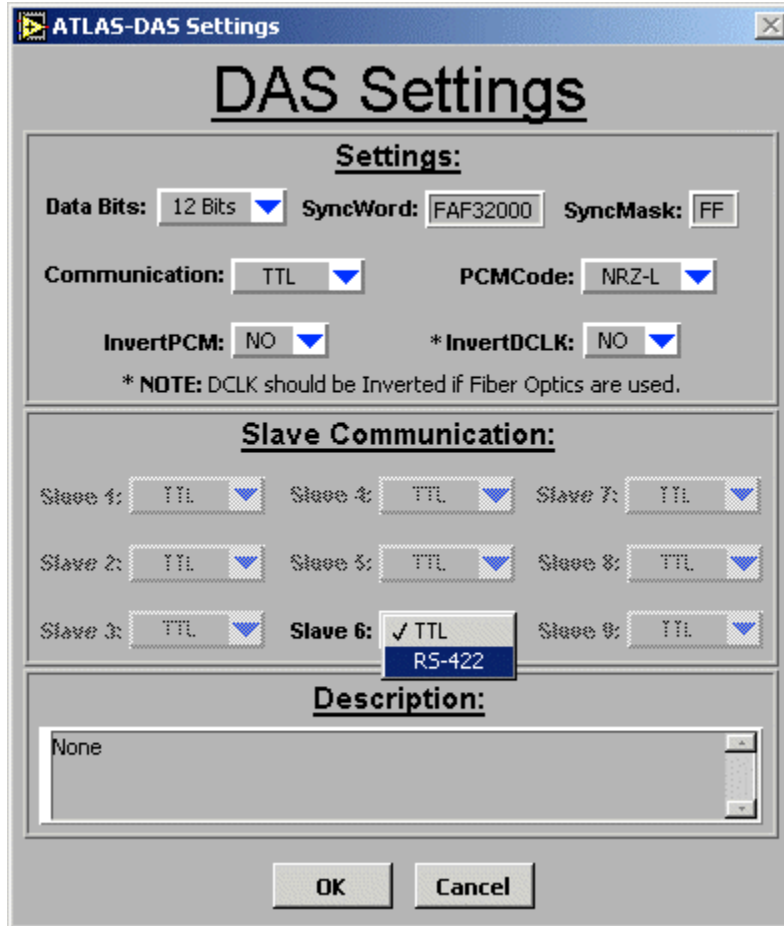 ATLAS-DAS Settings
DAS Settings
Settings:
Data Bits: 12 Bits SyncWord: FAF32000 SyncMask: FF
Communication: TTL PCMCode: NRZ-L
InvertPCM: NO *InvertDCLK: NO
* NOTE: DCLK should be Inverted if Fiber Optics are used.
Slave Communication:
Slave 1: TTL Slave 4: TTL Slave 7: TTL
Slave 2: TTL Slave 5: TTL Slave 8: TTL
Slave 3: TTL Slave 6: ✓ TTL Slave 9: TTL
RS-422
Description:
None
OK Cancel